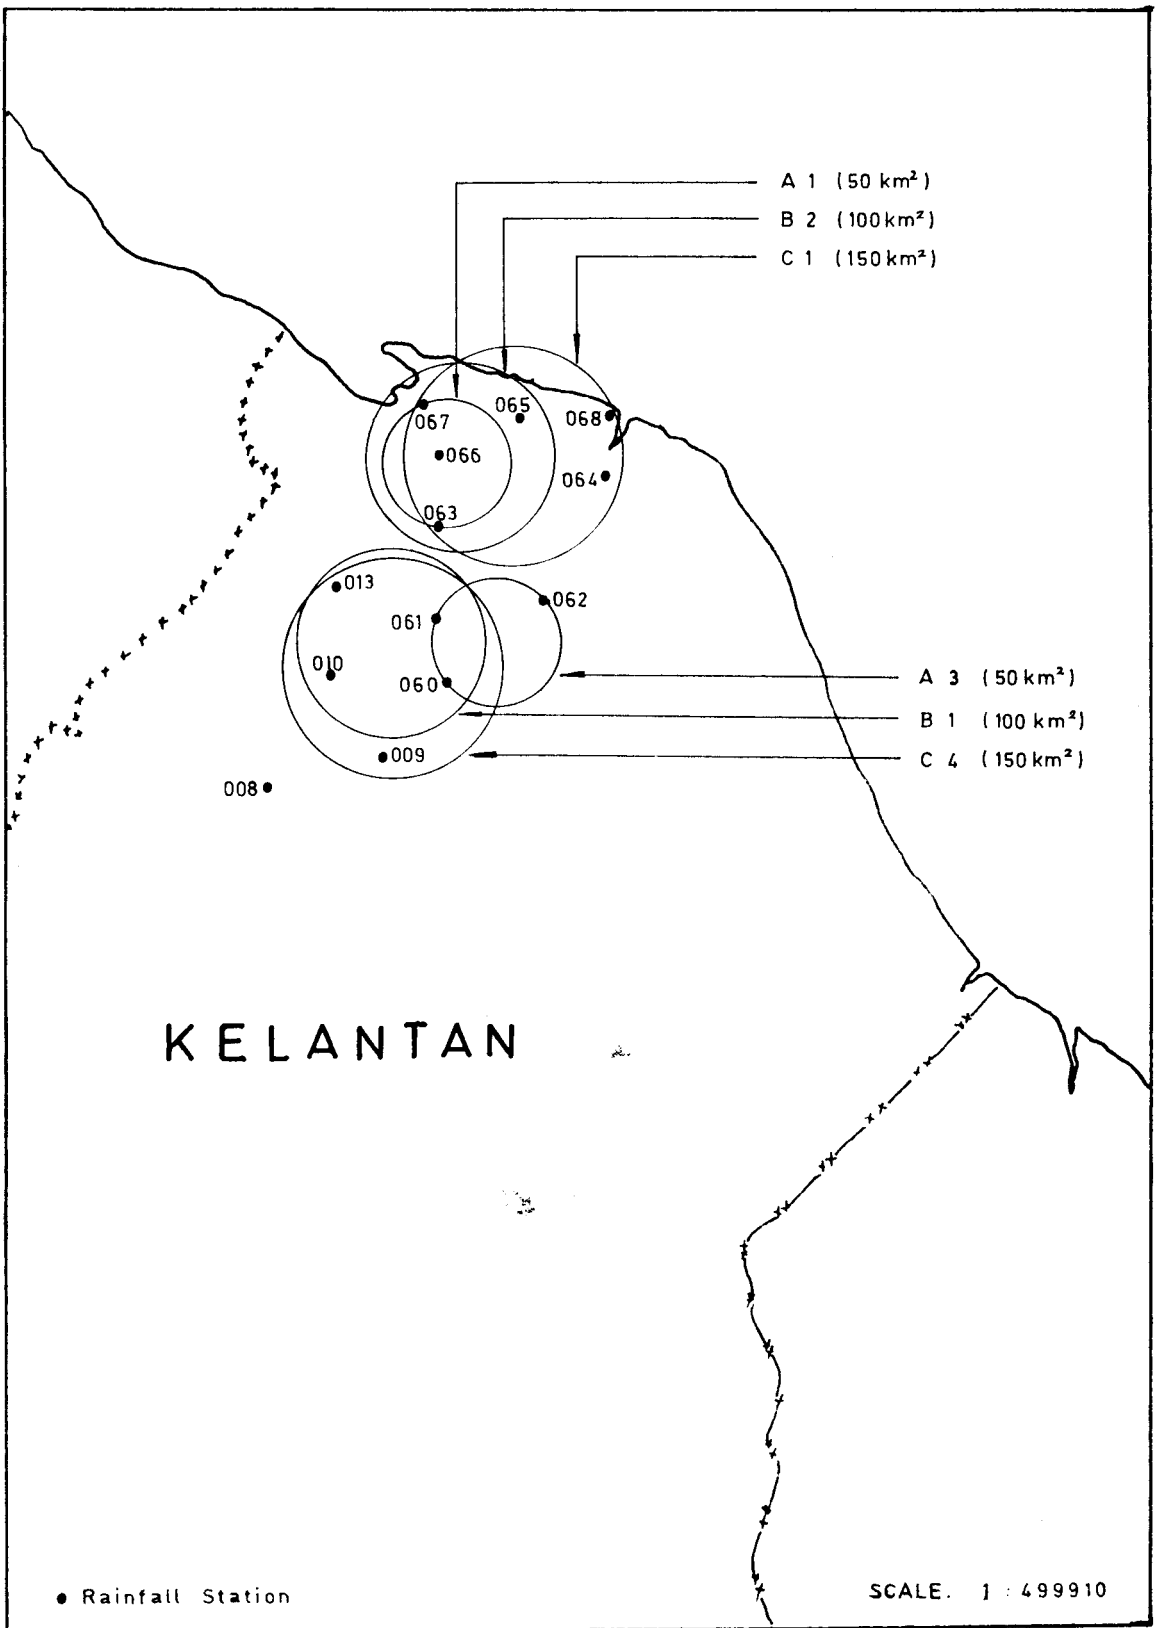 A 1 (50 km²)
B 2 (100 km²)
C 1 (150 km²)
067
065
068
066
064
063
013
062
061
010
060
A 3 (50 km²)
B 1 (100 km²)
009
C 4 (150 km²)
008
KELANTAN
Rainfall Station
SCALE. 1 : 499910